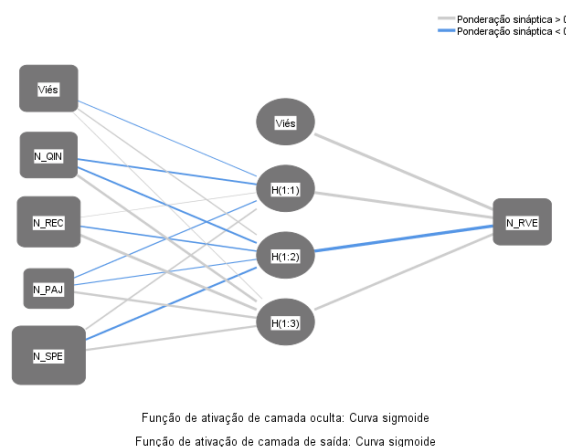 Ponderação sináptica > 0
Ponderação sináptica < 0
Viés
N_QIN
N_REC
N_PAJ
N_SPE
Viés
H(1:1)
H(1:2)
H(1:3)
N_RVE
Função de ativação de camada oculta: Curva sigmoide
Função de ativação de camada de saída: Curva sigmoide